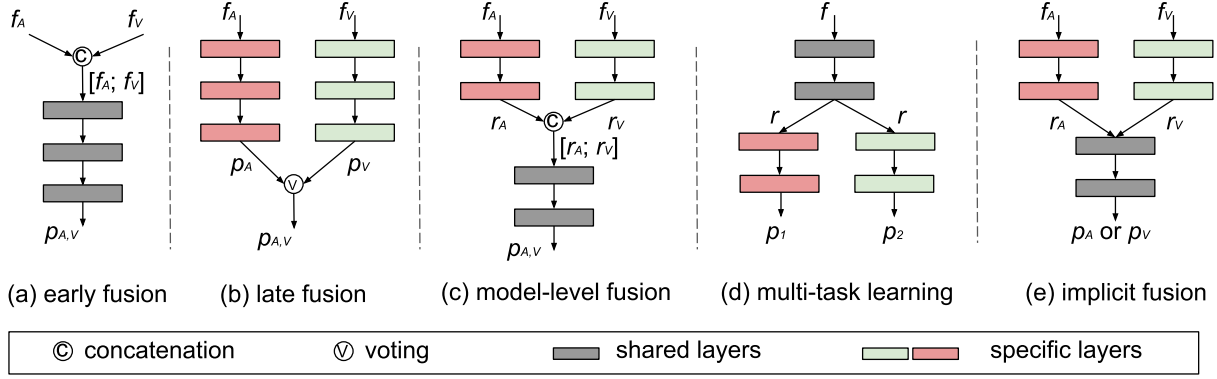 fA fV fA fV fA fV f fA fV
C
[fA; fV]
rA rV r r rA rV
C
[rA; rV]
pA pV
V
pA,V pA,V pA,V p1 p2 pA or pV
(a) early fusion (b) late fusion (c) model-level fusion (d) multi-task learning (e) implicit fusion
C concatenation V voting shared layers specific layers